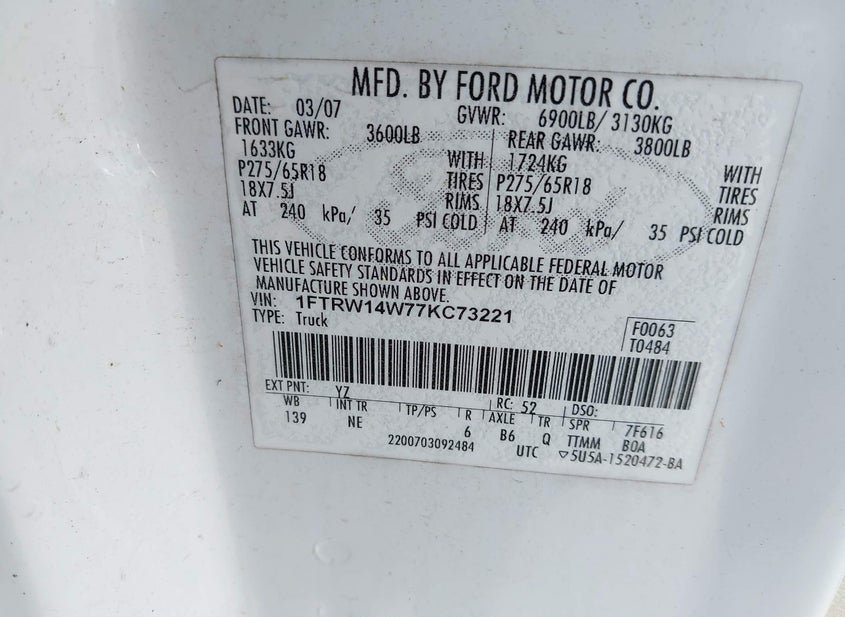 MFD. BY FORD MOTOR CO.
DATE: 03/07 GVWR: 6900LB/ 3130KG
FRONT GAWR: 3600LB REAR GAWR: 3800LB
1633KG WITH 1724KG WITH
P275/65R18 TIRES P275/65R18 TIRES
18X7.5J RIMS 18X7.5J RIMS
AT 240 kPa/ 35 PSI COLD AT 240 kPa/ 35 PSI COLD
THIS VEHICLE CONFORMS TO ALL APPLICABLE FEDERAL MOTOR
VEHICLE SAFETY STANDARDS IN EFFECT ON THE DATE OF
MANUFACTURE SHOWN ABOVE.
VIN: 1FTRW14W77KC73221
TYPE: Truck
F0063
T0484
EXT PNT: YZ RC: 52 DSO:
WB INT TR TP/PS R AXLE TR SPR 7F616
139 NE 6 B6 Q TTMM BOA
2200703092484 UTC ▽5U5A-1520472-BA